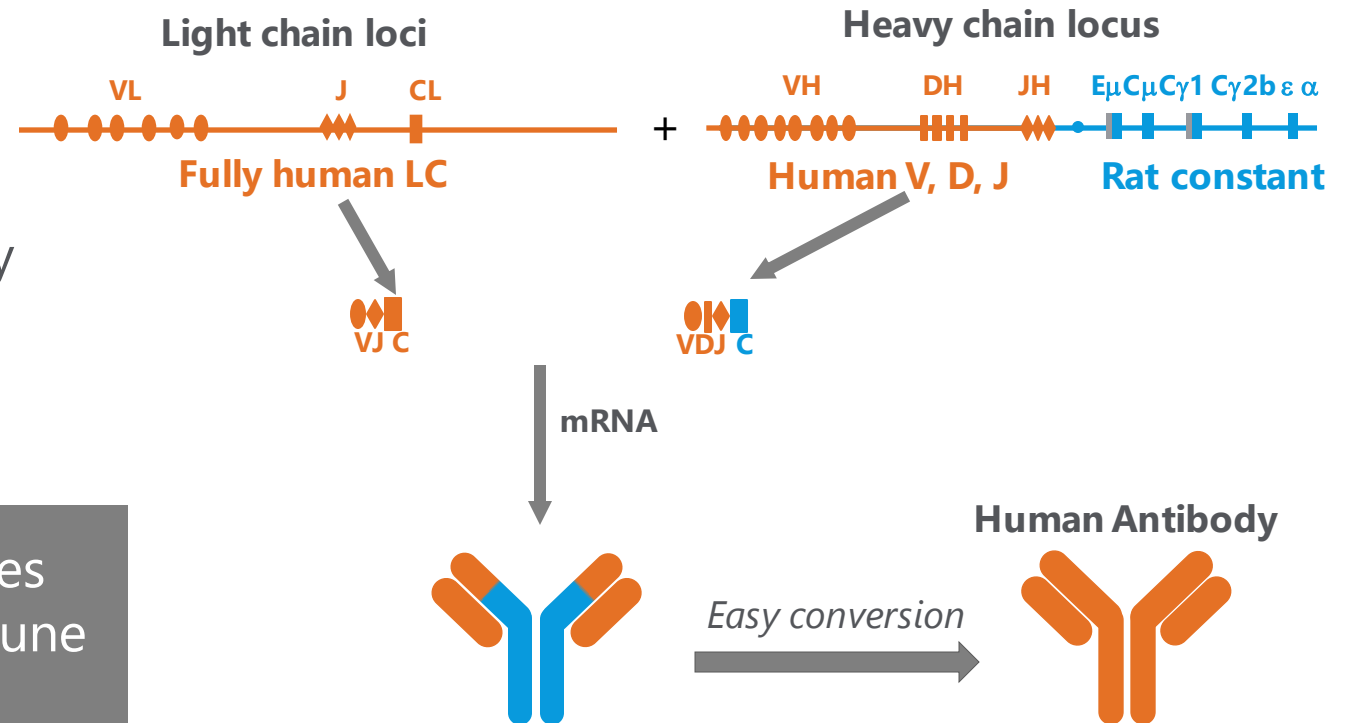 Light chain loci
Heavy chain locus
VL J CL
VH DH JH EμCμCγ1 Cγ2b ε α
+
Fully human LC
Human V, D, J Rat constant
y
VJ C
VDJ C
mRNA
Human Antibody
es
une
Easy conversion